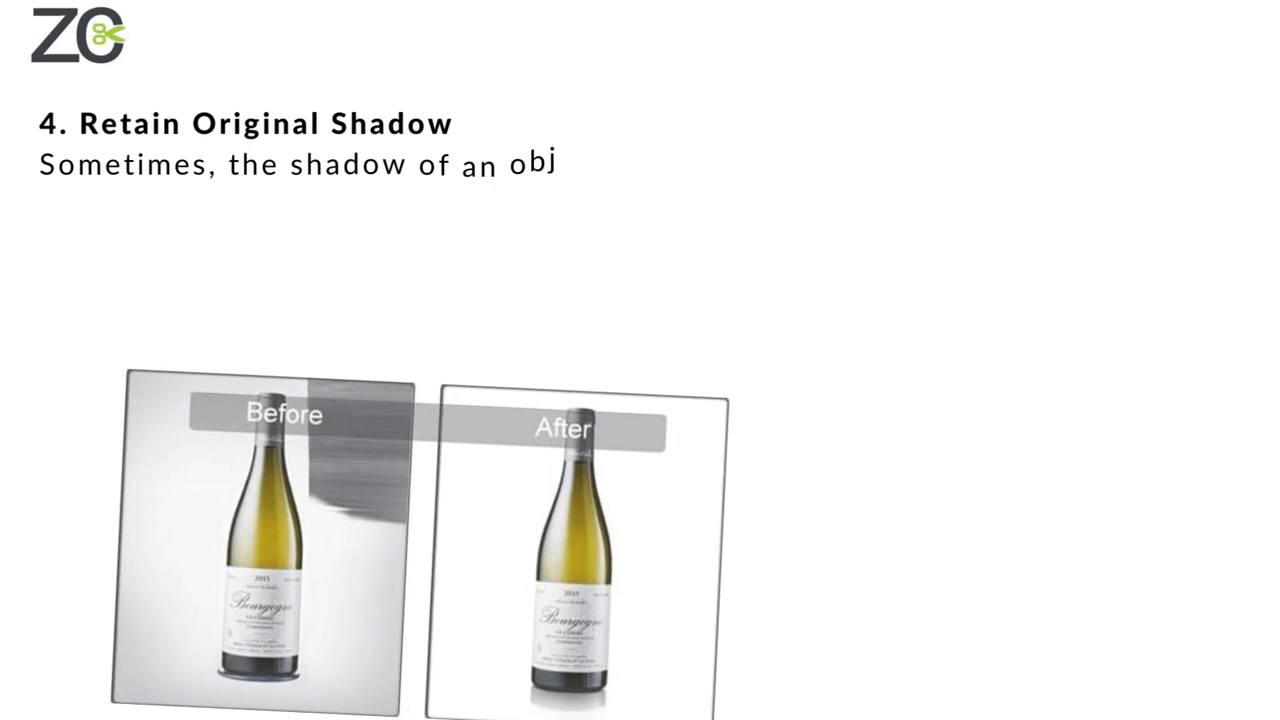 ZC
4. Retain Original Shadow
Sometimes, the shadow of an obj
Before
After
2015
Bourgogne
2015
Bourgogne